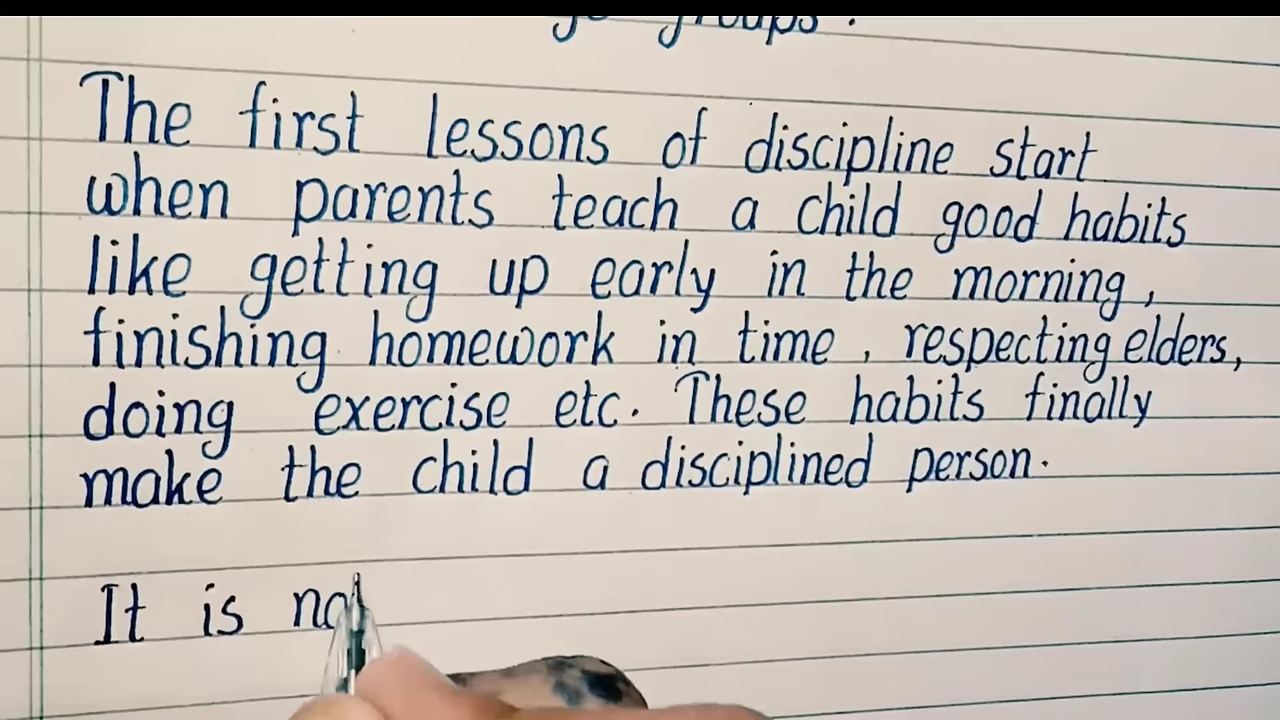 groups.
The first lessons of discipline start
when parents teach a child good habits
like getting up early in the morning,
finishing homework in time, respecting elders,
doing exercise etc. These habits finally
make the child a disciplined person.
It is no